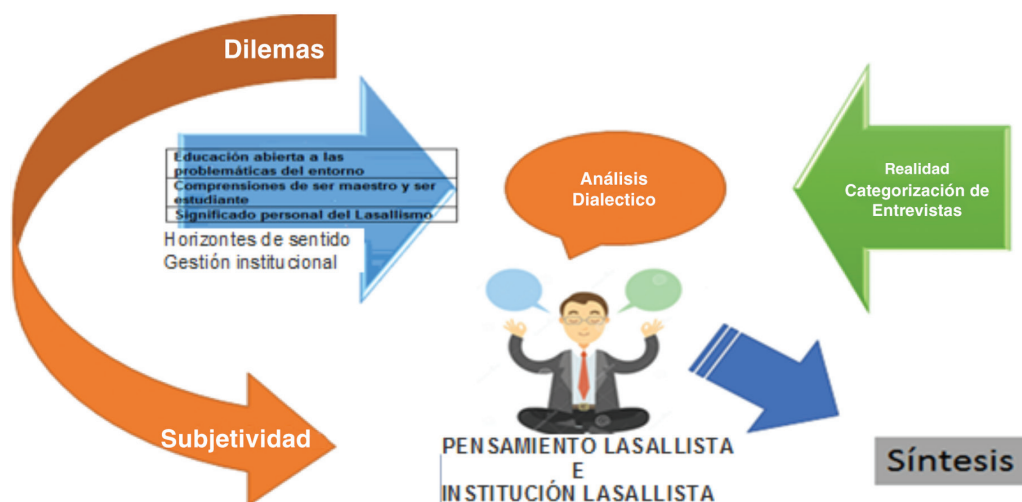 Dilemas
Educación abierta a las
problemáticas del entorno
Comprensiones de ser maestro y ser
estudiante
Significado personal del Lasallismo
Horizontes de sentido
Gestión institucional
Análisis
Dialectico
Realidad
Categorización de
Entrevistas
Subjetividad
PENSAMIENTO LASALLISTA
E
INSTITUCIÓN LASALLISTA
Síntesis